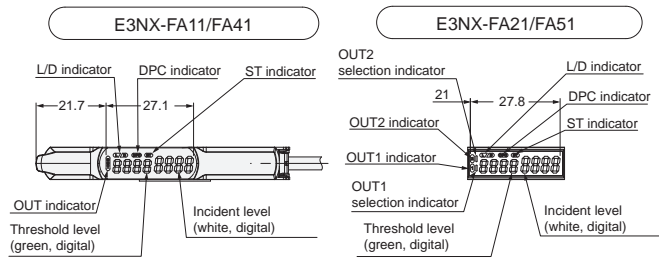 E3NX-FA11/FA41
L/D indicator
DPC indicator
ST indicator
21.7
27.1
OUT indicator
Threshold level
(green, digital)
Incident level
(white, digital)
E3NX-FA21/FA51
OUT2
selection indicator
L/D indicator
DPC indicator
ST indicator
21
27.8
OUT2 indicator
OUT1 indicator
OUT1
selection indicator
Threshold level
(green, digital)
Incident level
(white, digital)